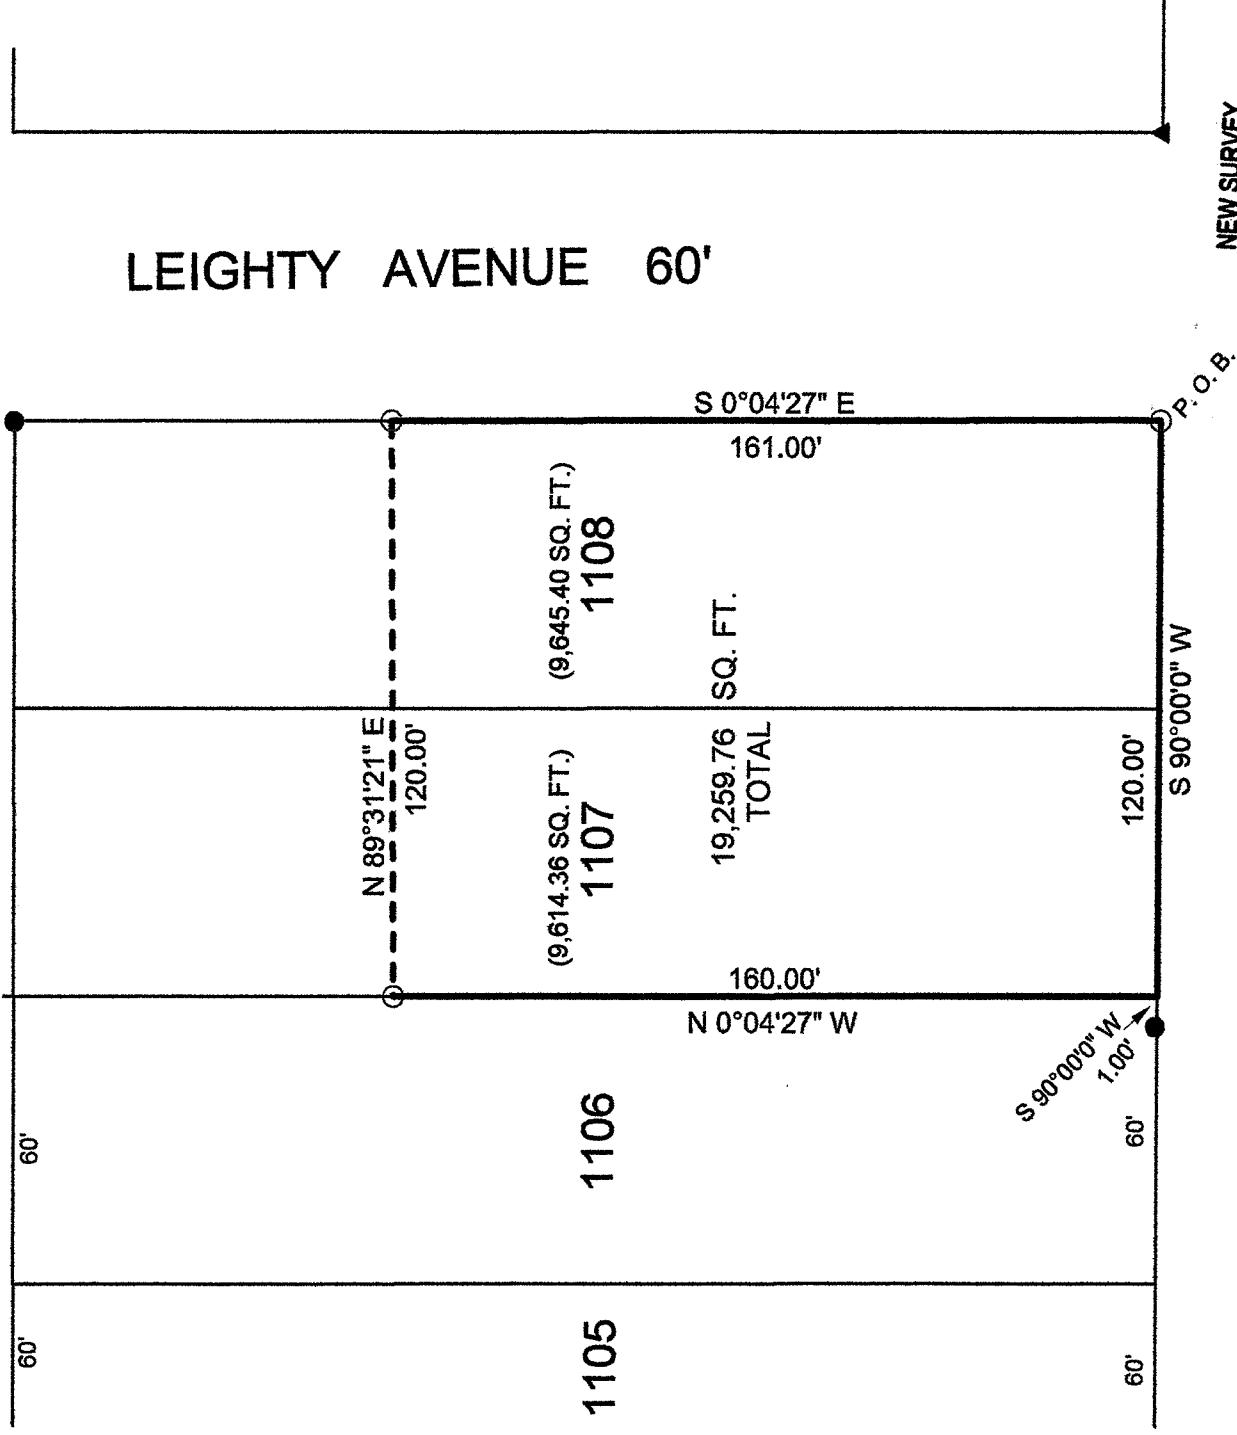 NEW SURVEY
LEIGHTY AVENUE 60'
P. O. B.
S 0°04'27" E
161.00'
(9,645.40 SQ. FT.)
1108
19,259.76 SQ. FT.
TOTAL
N 89°31'21" E
120.00'
(9,614.36 SQ. FT.)
1107
120.00'
S 90°00'0" W
160.00'
N 0°04'27" W
S 90°00'0" W
1.00'
60'
1106
60'
60'
1105
60'